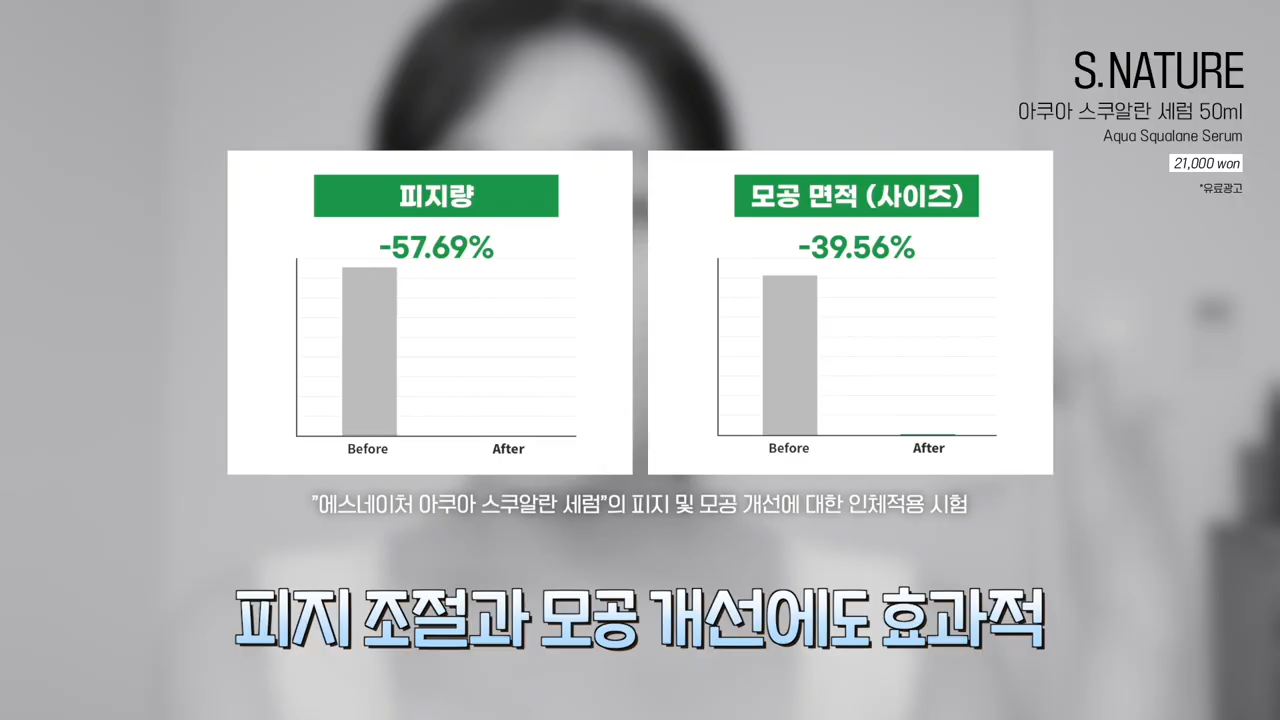 S.NATURE
아쿠아 스쿠알란 세럼 50ml
Aqua Squalane Serum
21,000 won
*유료광고
피지량
-57.69%
Before
After
모공 면적 (사이즈)
-39.56%
Before
After
"에스네이처 아쿠아 스쿠알란 세럼"의 피지 및 모공 개선에 대한 인체적용 시험
피지 조절과 모공 개선에도 효과적